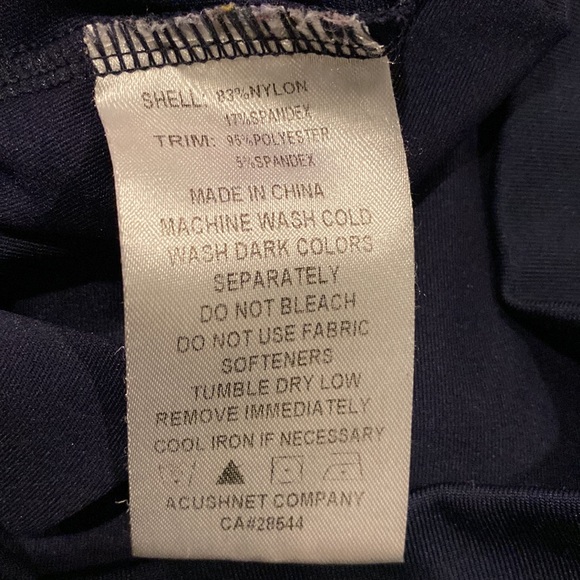 SHELL: 83%NYLON
17%SPANDEX
TRIM: 95%POLYESTER
5%SPANDEX
MADE IN CHINA
MACHINE WASH COLD
WASH DARK COLORS
SEPARATELY
DO NOT BLEACH
DO NOT USE FABRIC
SOFTENERS
TUMBLE DRY LOW
REMOVE IMMEDIATELY
COOL IRON IF NECESSARY
ACUSHNET COMPANY
CA#28544